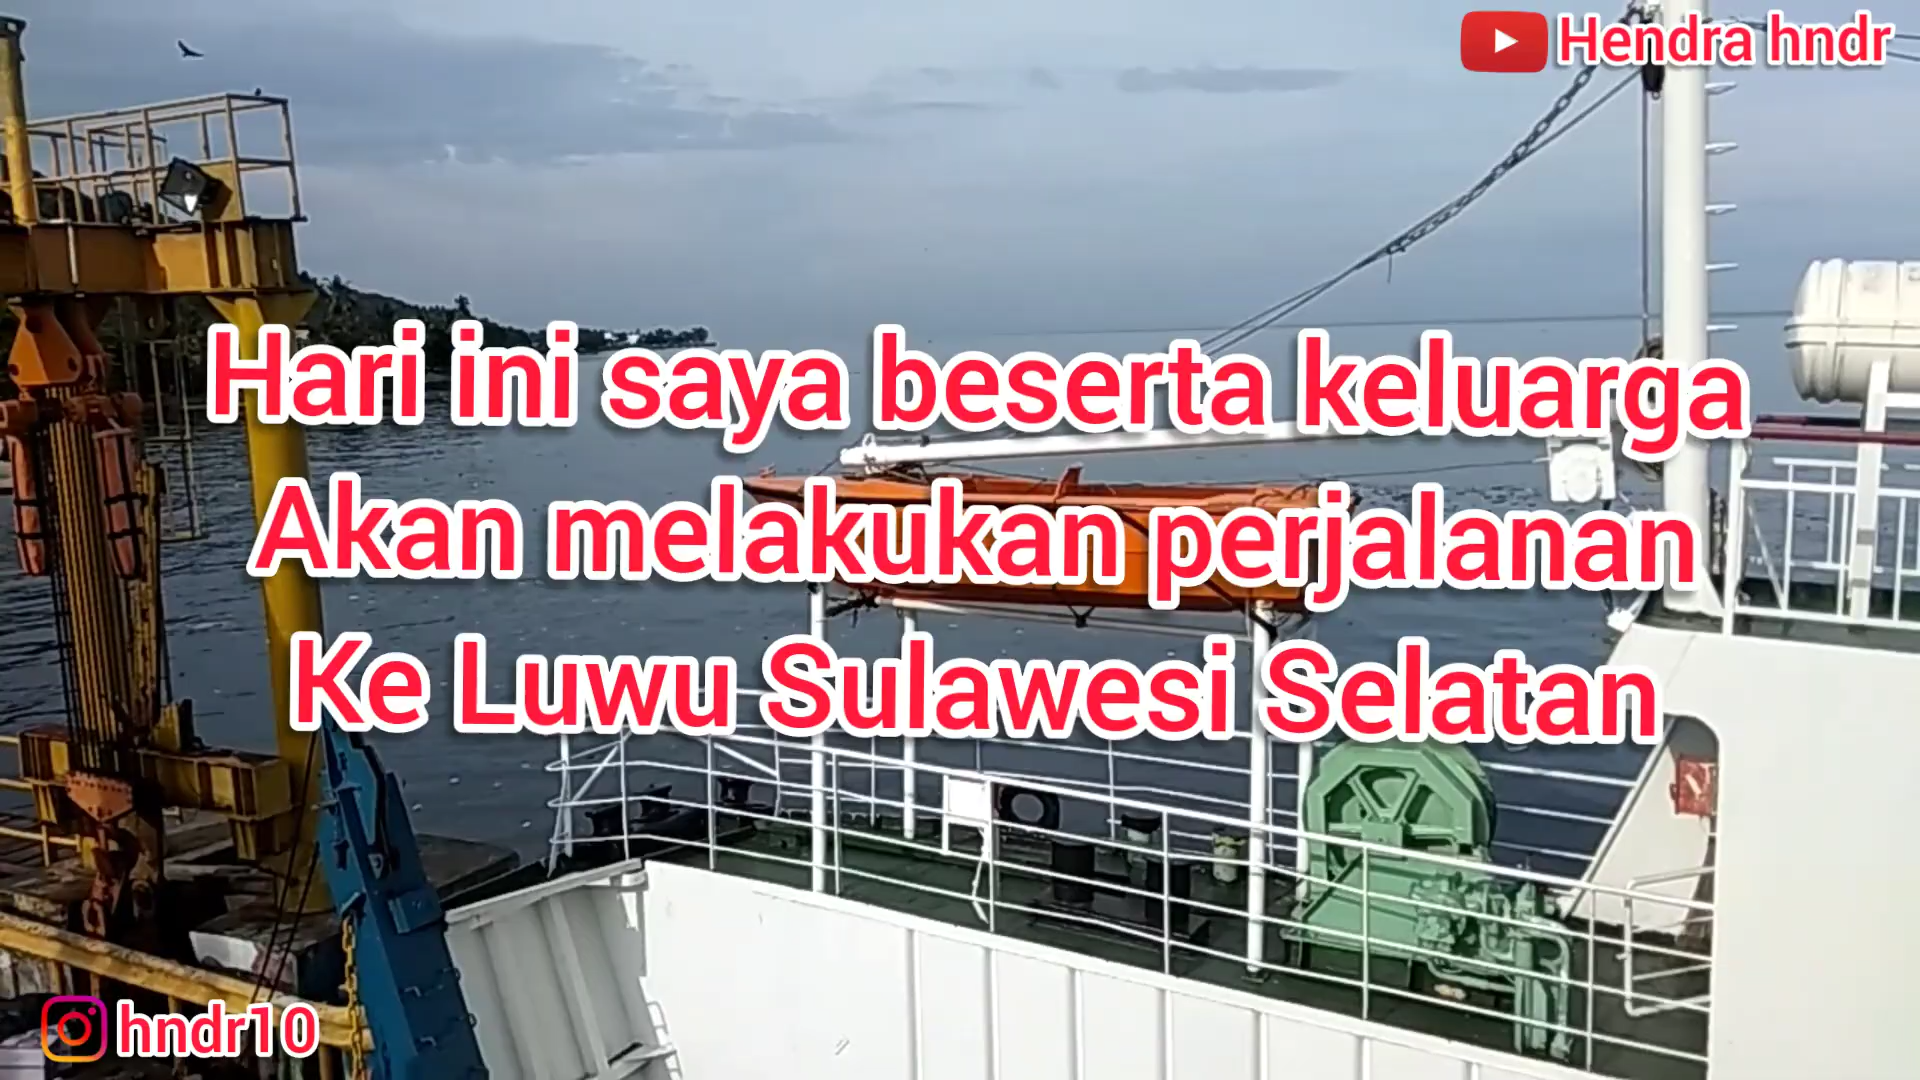 Hendra hndr
Hari ini saya beserta keluarga
Akan melakukan perjalanan
Ke Luwu Sulawesi Selatan
hndr10